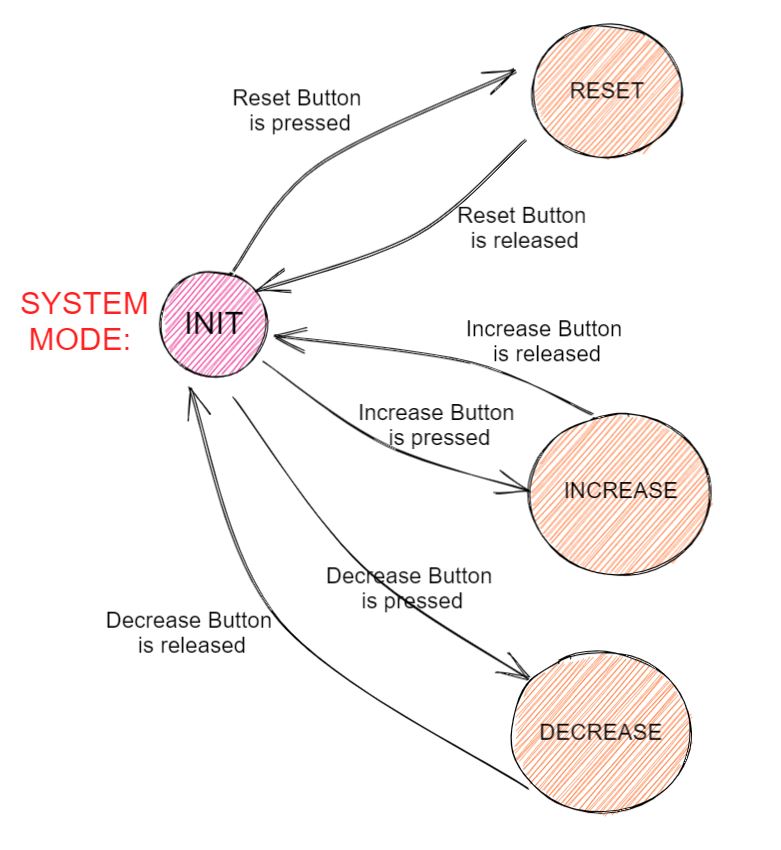 RESET
Reset Button
is pressed
Reset Button
is released
SYSTEM
MODE:
INIT
Increase Button
is released
Increase Button
is pressed
INCREASE
Decrease Button
is pressed
Decrease Button
is released
DECREASE